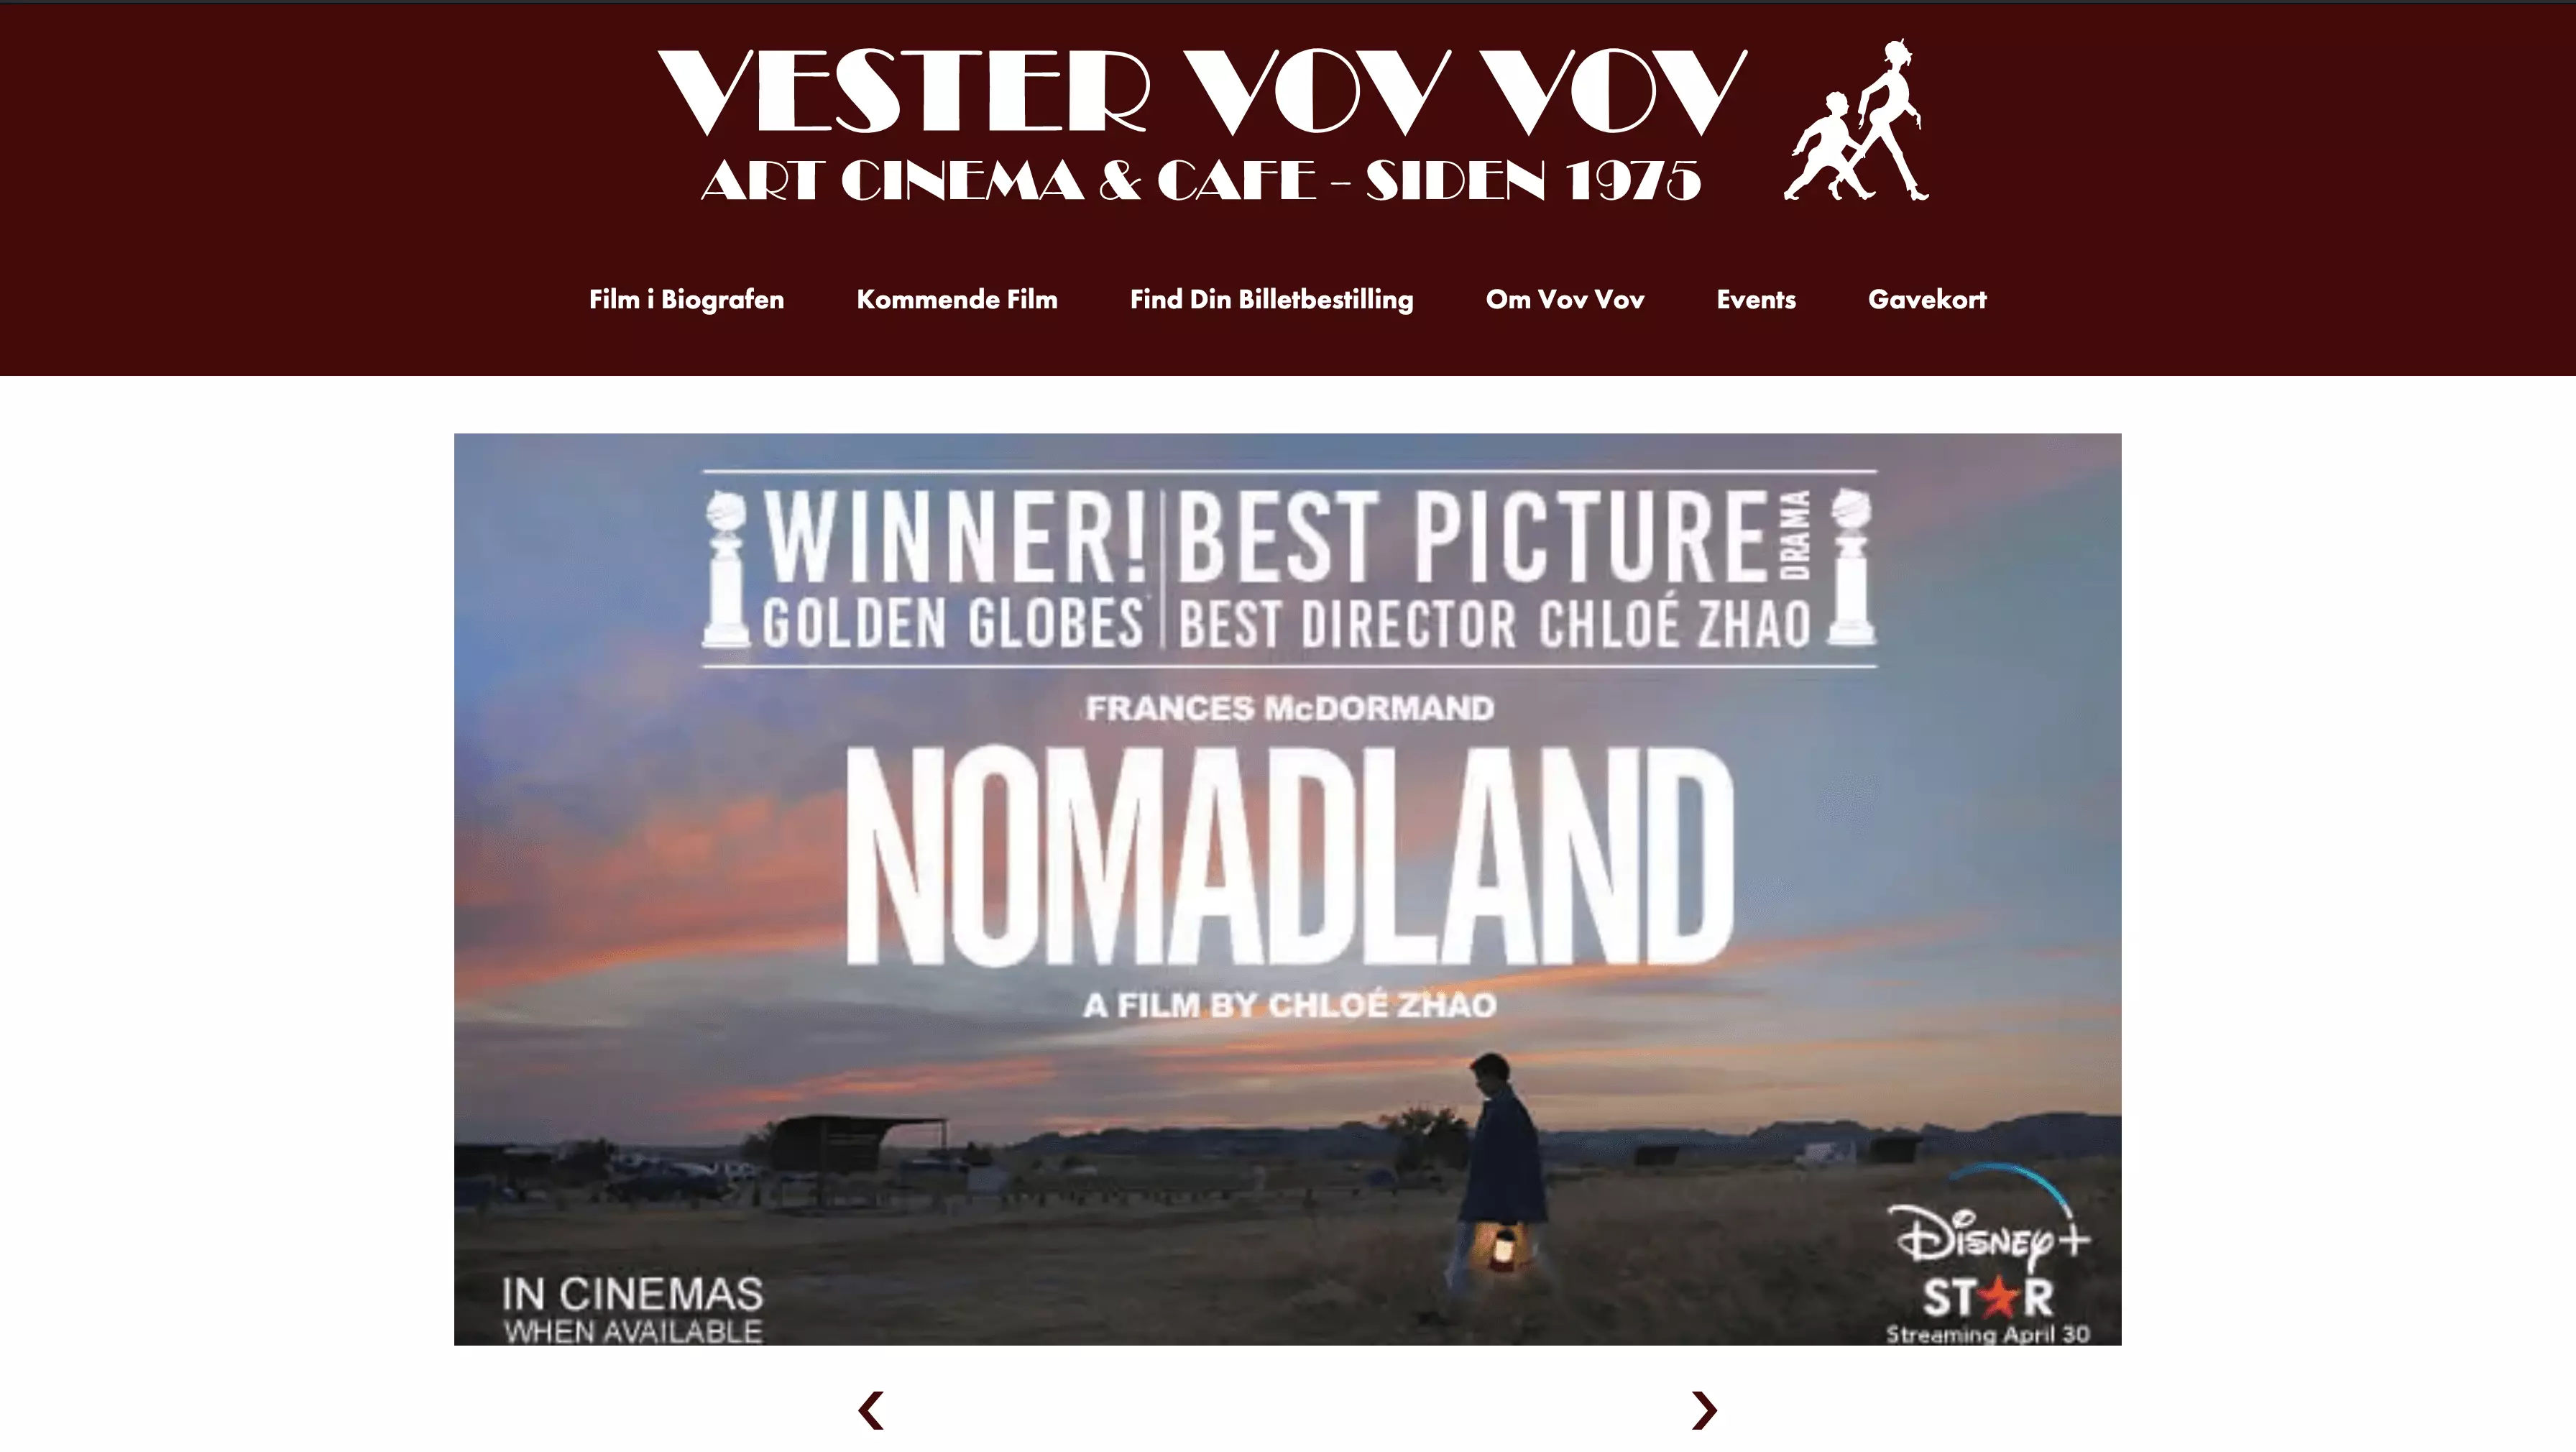 VESTER VOV VOV
ART CINEMA & CAFE – SIDEN 1975
Film i Biografen
Kommende Film
Find Din Billetbestilling
Om Vov Vov
Events
Gavekort
WINNER!
GOLDEN GLOBES
BEST PICTURE DRAMA
BEST DIRECTOR CHLOÉ ZHAO
FRANCES McDORMAND
NOMADLAND
A FILM BY CHLOÉ ZHAO
IN CINEMAS
WHEN AVAILABLE
Disney+
STAR
Streaming April 30